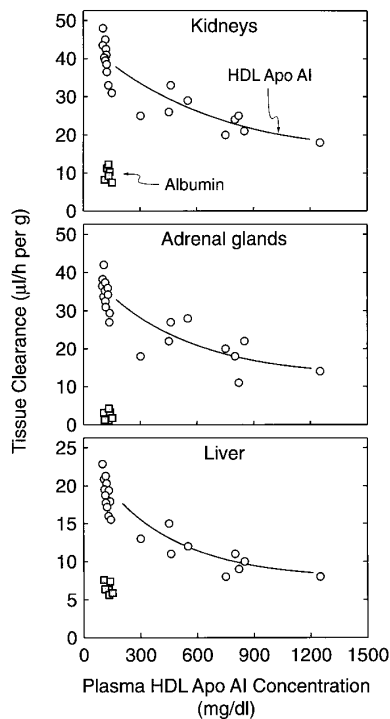 Tissue Clearance (µl/h per g)
Kidneys
50
40
30
20
10
0
HDL Apo AI
Albumin
Adrenal glands
50
40
30
20
10
0
Liver
25
20
15
10
5
0
0 300 600 900 1200 1500
Plasma HDL Apo AI Concentration
(mg/dl)